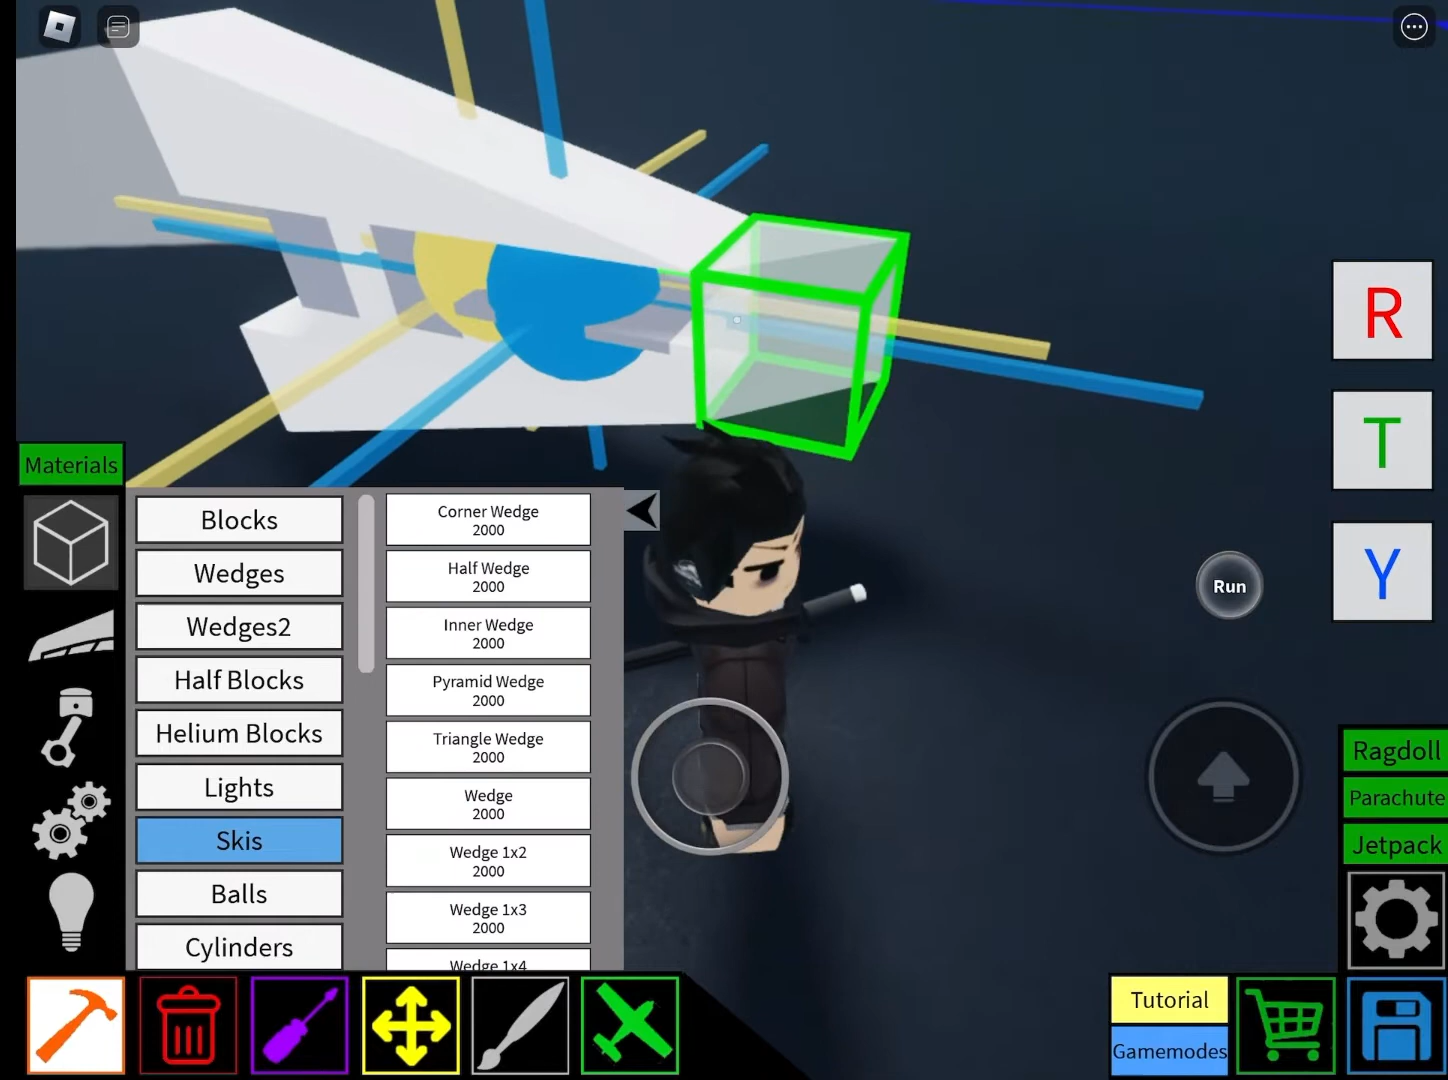 R
T
Y
Run
Materials
Blocks
Wedges
Wedges2
Half Blocks
Helium Blocks
Lights
Skis
Balls
Cylinders
Corner Wedge
2000
Half Wedge
2000
Inner Wedge
2000
Pyramid Wedge
2000
Triangle Wedge
2000
Wedge
2000
Wedge 1x2
2000
Wedge 1x3
2000
Wedge 1x4
Ragdoll
Parachute
Jetpack
Tutorial
Gamemodes